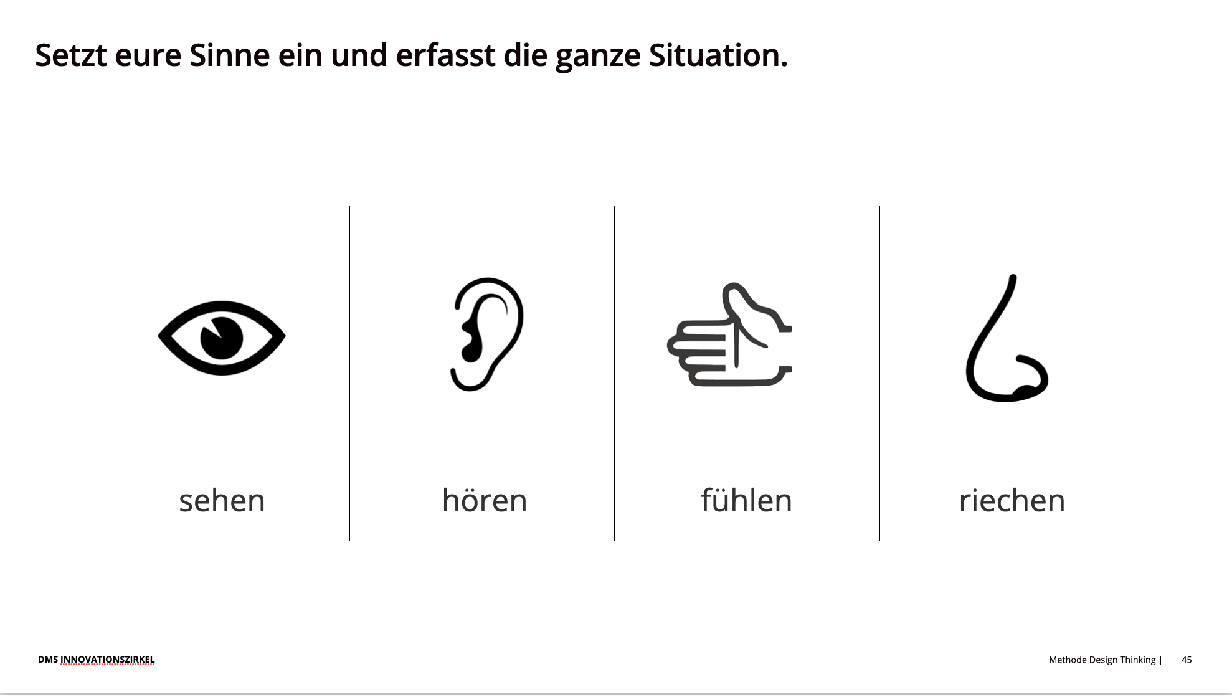 Setzt eure Sinne ein und erfasst die ganze Situation.
sehen
hören
fühlen
riechen
DMS INNOVATIONSZIRKEL
Methode Design Thinking | 45